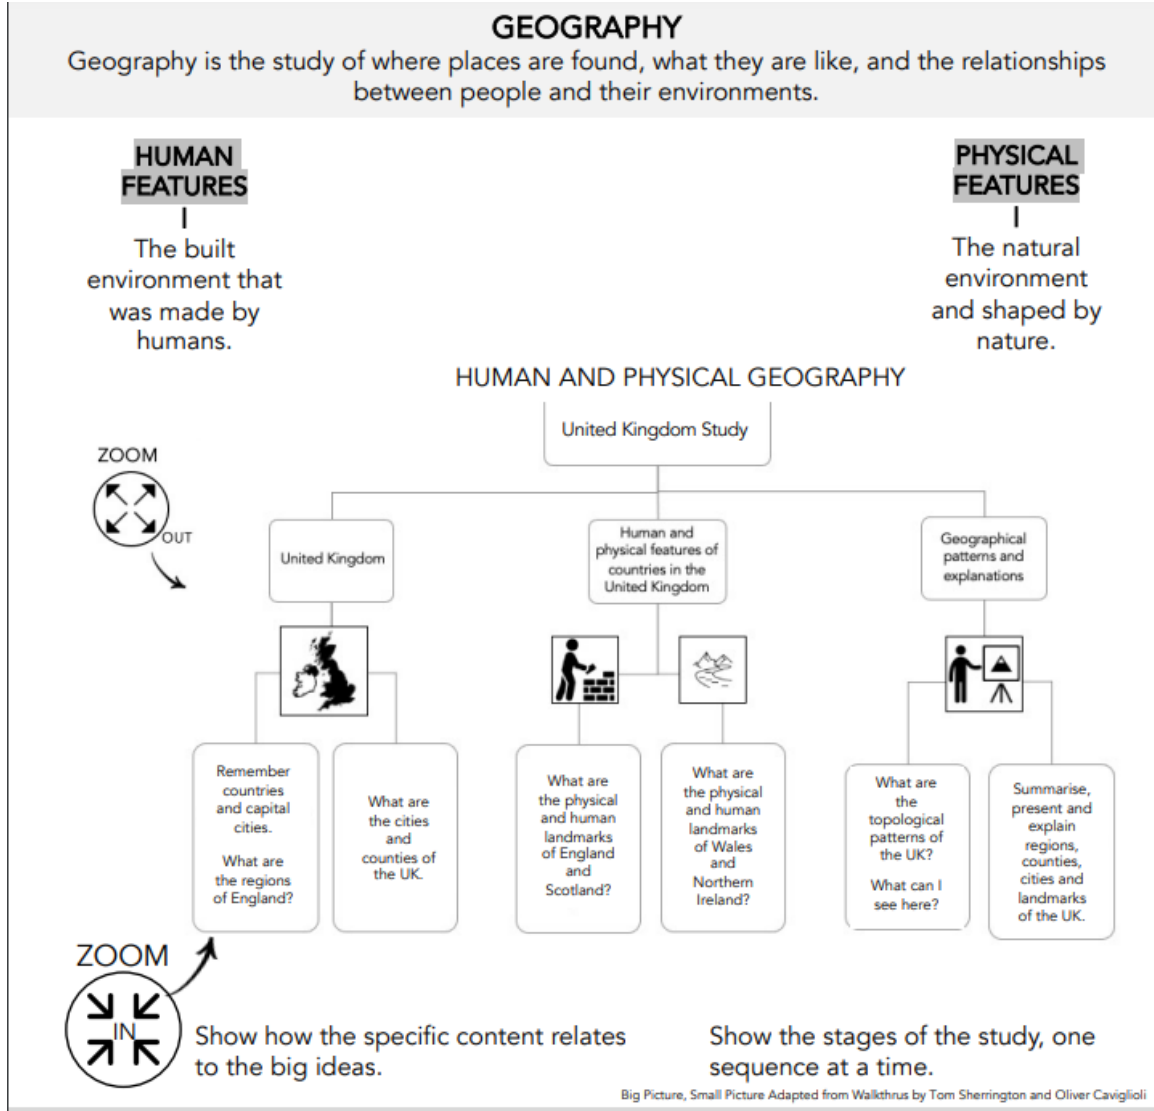 GEOGRAPHY
Geography is the study of where places are found, what they are like, and the relationships
between people and their environments.
HUMAN
FEATURES
The built
environment that
was made by
humans.
PHYSICAL
FEATURES
The natural
environment
and shaped by
nature.
HUMAN AND PHYSICAL GEOGRAPHY
United Kingdom Study
ZOOM
OUT
United Kingdom
Human and
physical features of
countries in the
United Kingdom
Geographical
patterns and
explanations
Remember
countries
and capital
cities.
What are
the regions
of England?
What are
the cities
and
counties of
the UK.
What are
the physical
and human
landmarks
of England
and
Scotland?
What are
the physical
and human
landmarks
of Wales
and
Northern
Ireland?
What are
the
topological
patterns of
the UK?
What can I
see here?
Summarise,
present and
explain
regions,
counties,
cities and
landmarks
of the UK.
ZOOM
IN
Show how the specific content relates
to the big ideas.
Show the stages of the study, one
sequence at a time.
Big Picture, Small Picture Adapted from Walkthrus by Tom Sherrington and Oliver Caviglioli